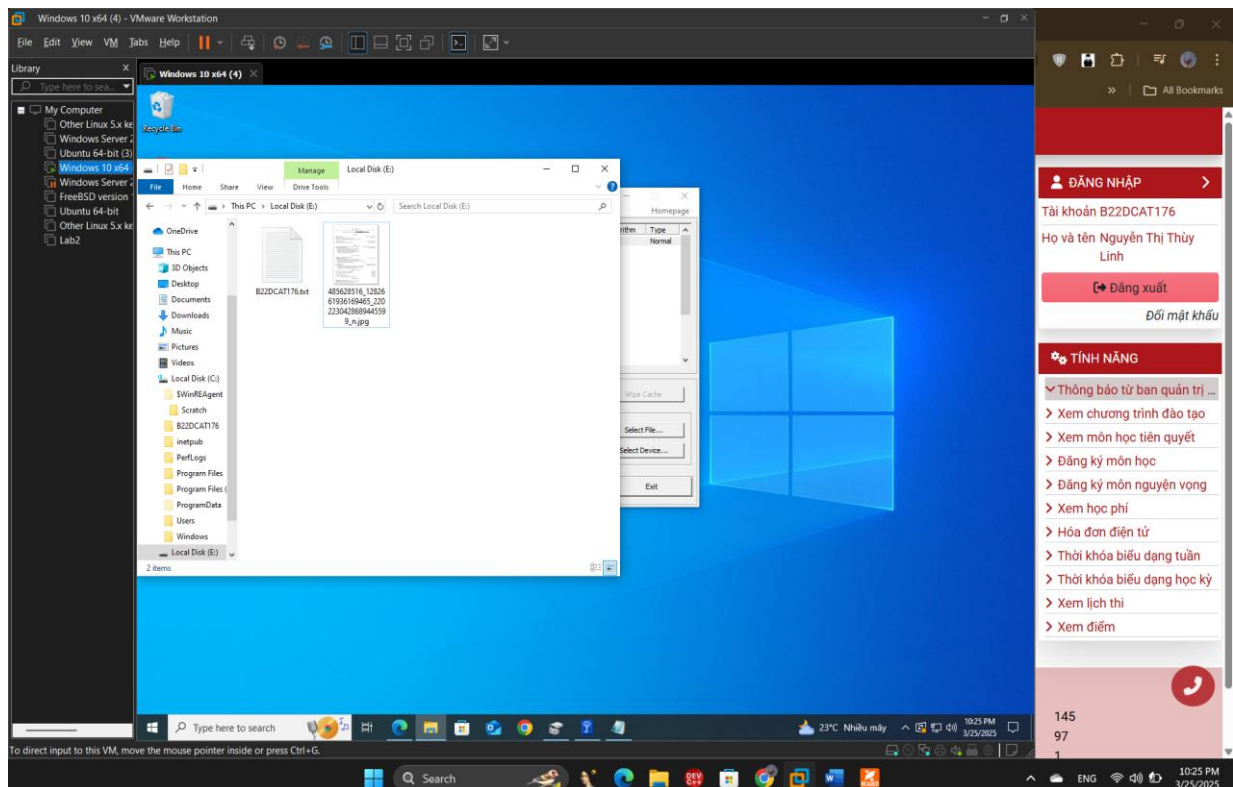 Windows 10 x64 (4) - VMware Workstation
File Edit View VM Tabs Help
Library
Type here to sea...
My Computer
Other Linux 5.x ke
Windows Server 2
Ubuntu 64-bit (3)
Windows 10 x64
Windows Server 2
FreeBSD version
Ubuntu 64-bit
Other Linux 5.x ke
Lab2
Windows 10 x64 (4)
Recycle Bin
Manage
Local Disk (E:)
File Home Share View Drive Tools
This PC > Local Disk (E:)
Search Local Disk (E:)
OneDrive
This PC
3D Objects
Desktop
Documents
Downloads
Music
Pictures
Videos
Local Disk (C:)
$WinREAgent
Scratch
B22DCAT176
inetpub
PerfLogs
Program Files
Program Files (
ProgramData
Users
Windows
Local Disk (E:)
B22DCAT176.txt
485628516_12826
61936169465_220
223042868944559
9_n.jpg
2 items
Homepage
rithm Type
Normal
Wipe Cache
Select File...
Select Device...
Exit
Type here to search
23°C Nhiều mây
10:25 PM
3/25/2025
To direct input to this VM, move the mouse pointer inside or press Ctrl+G.
All Bookmarks
ĐĂNG NHẬP
Tài khoản B22DCAT176
Họ và tên Nguyễn Thị Thùy
Linh
Đăng xuất
Đổi mật khẩu
TÍNH NĂNG
Thông báo từ ban quản trị ...
Xem chương trình đào tạo
Xem môn học tiên quyết
Đăng ký môn học
Đăng ký môn nguyện vọng
Xem học phí
Hóa đơn điện tử
Thời khóa biểu dạng tuần
Thời khóa biểu dạng học kỳ
Xem lịch thi
Xem điểm
145
97
1
Search
ENG
10:25 PM
3/25/2025